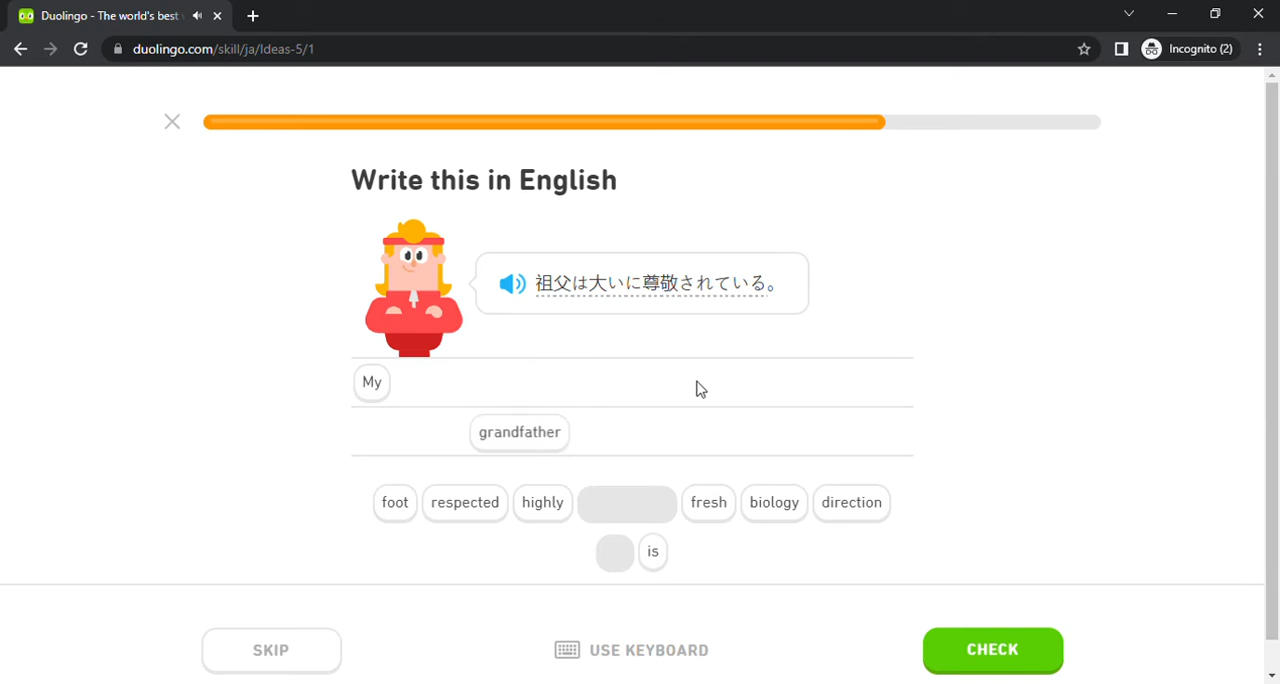 Duolingo - The world's best
duolingo.com/skill/ja/Ideas-5/1
Incognito (2)
Write this in English
祖父は大いに尊敬されている。
My
grandfather
foot respected highly fresh biology direction
is
SKIP USE KEYBOARD CHECK